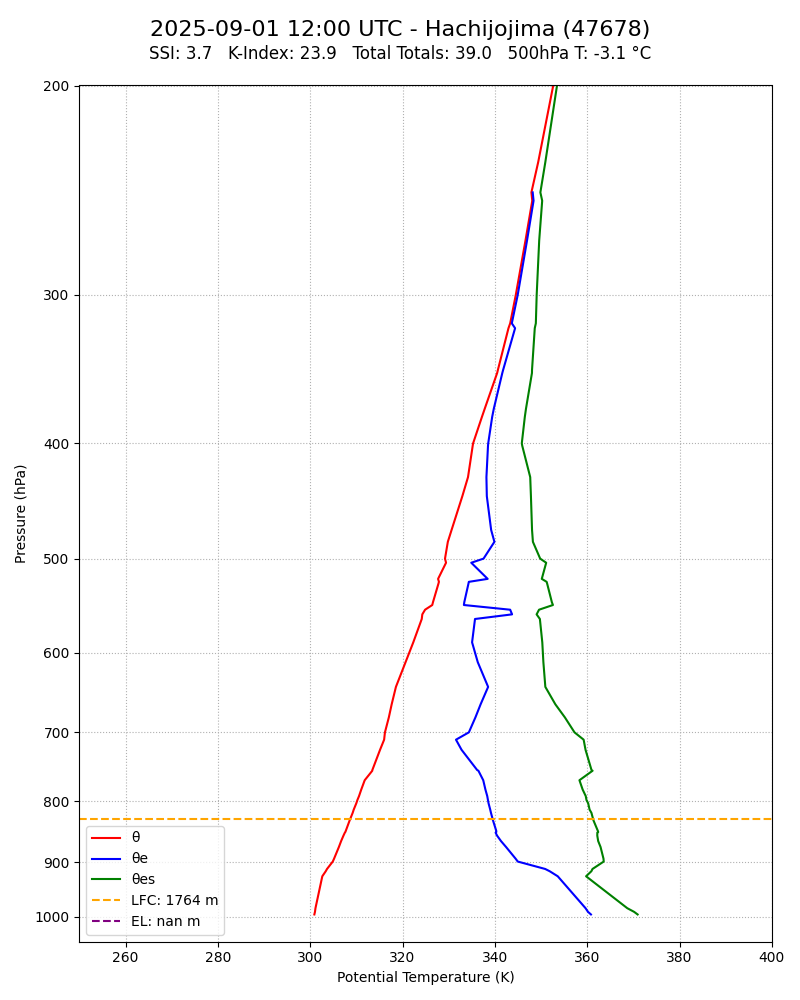 2025-09-01 12:00 UTC - Hachijojima (47678)
SSI: 3.7 K-Index: 23.9 Total Totals: 39.0 500hPa T: -3.1 °C
200
300
400
500
600
700
800
900
1000
Pressure (hPa)
θ
θe
θes
LFC: 1764 m
EL: nan m
260 280 300 320 340 360 380 400
Potential Temperature (K)